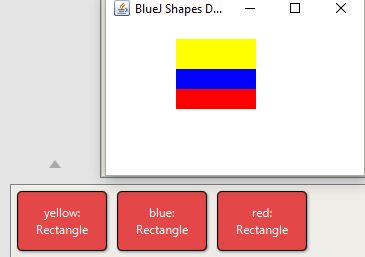 BlueJ Shapes D...
yellow:
Rectangle
blue:
Rectangle
red:
Rectangle